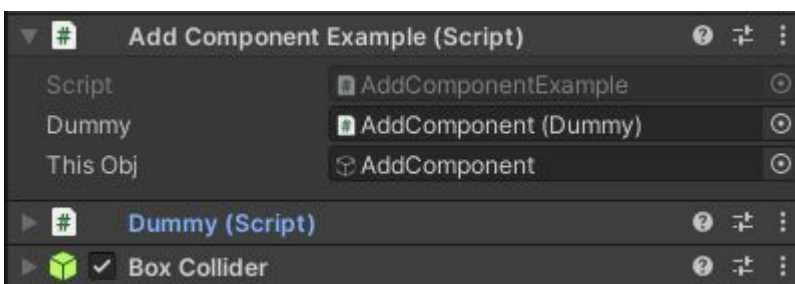 Add Component Example (Script)
Script AddComponentExample
Dummy AddComponent (Dummy)
This Obj AddComponent
Dummy (Script)
Box Collider